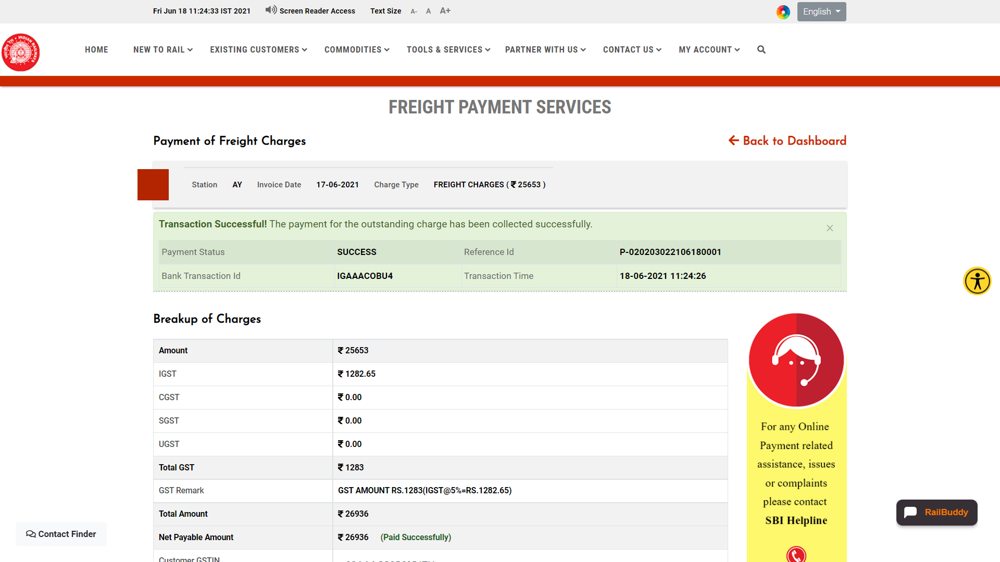 Fri Jun 18 11:24:33 IST 2021 Screen Reader Access Text Size A- A A+ English
HOME NEW TO RAIL EXISTING CUSTOMERS COMMODITIES TOOLS & SERVICES PARTNER WITH US CONTACT US MY ACCOUNT
FREIGHT PAYMENT SERVICES
Payment of Freight Charges Back to Dashboard
Station AY Invoice Date 17-06-2021 Charge Type FREIGHT CHARGES ( ₹ 25653 )
Transaction Successful! The payment for the outstanding charge has been collected successfully. ×
Payment Status SUCCESS Reference Id P-020203022106180001
Bank Transaction Id IGAAACOBU4 Transaction Time 18-06-2021 11:24:26
Breakup of Charges
Amount ₹ 25653
IGST ₹ 1282.65
CGST ₹ 0.00
SGST ₹ 0.00
UGST ₹ 0.00
Total GST ₹ 1283
GST Remark GST AMOUNT RS.1283(IGST@5%=RS.1282.65)
Total Amount ₹ 26936
Net Payable Amount ₹ 26936 (Paid Successfully)
Customer GSTIN
For any Online
Payment related
assistance, issues
or complaints
please contact
SBI Helpline
RailBuddy
Contact Finder